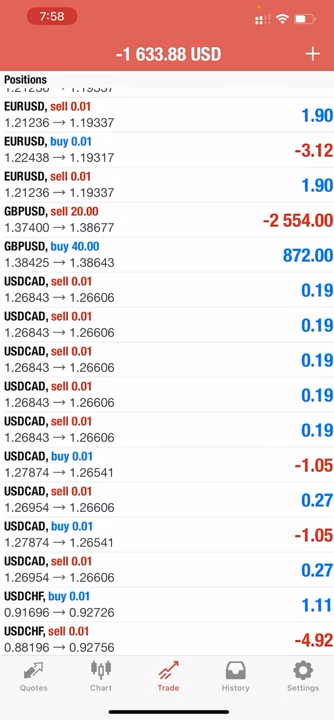 7:58
-1 633.88 USD
Positions
1.21236 → 1.19337
EURUSD, sell 0.01
1.21236 → 1.19337
1.90
EURUSD, buy 0.01
1.22438 → 1.19317
-3.12
EURUSD, sell 0.01
1.21236 → 1.19337
1.90
GBPUSD, sell 20.00
1.37400 → 1.38677
-2 554.00
GBPUSD, buy 40.00
1.38425 → 1.38643
872.00
USDCAD, sell 0.01
1.26843 → 1.26606
0.19
USDCAD, sell 0.01
1.26843 → 1.26606
0.19
USDCAD, sell 0.01
1.26843 → 1.26606
0.19
USDCAD, sell 0.01
1.26843 → 1.26606
0.19
USDCAD, sell 0.01
1.26843 → 1.26606
0.19
USDCAD, buy 0.01
1.27874 → 1.26541
-1.05
USDCAD, sell 0.01
1.26954 → 1.26606
0.27
USDCAD, buy 0.01
1.27874 → 1.26541
-1.05
USDCAD, sell 0.01
1.26954 → 1.26606
0.27
USDCHF, buy 0.01
0.91696 → 0.92726
1.11
USDCHF, sell 0.01
0.88196 → 0.92756
-4.92
Quotes
Chart
Trade
History
Settings